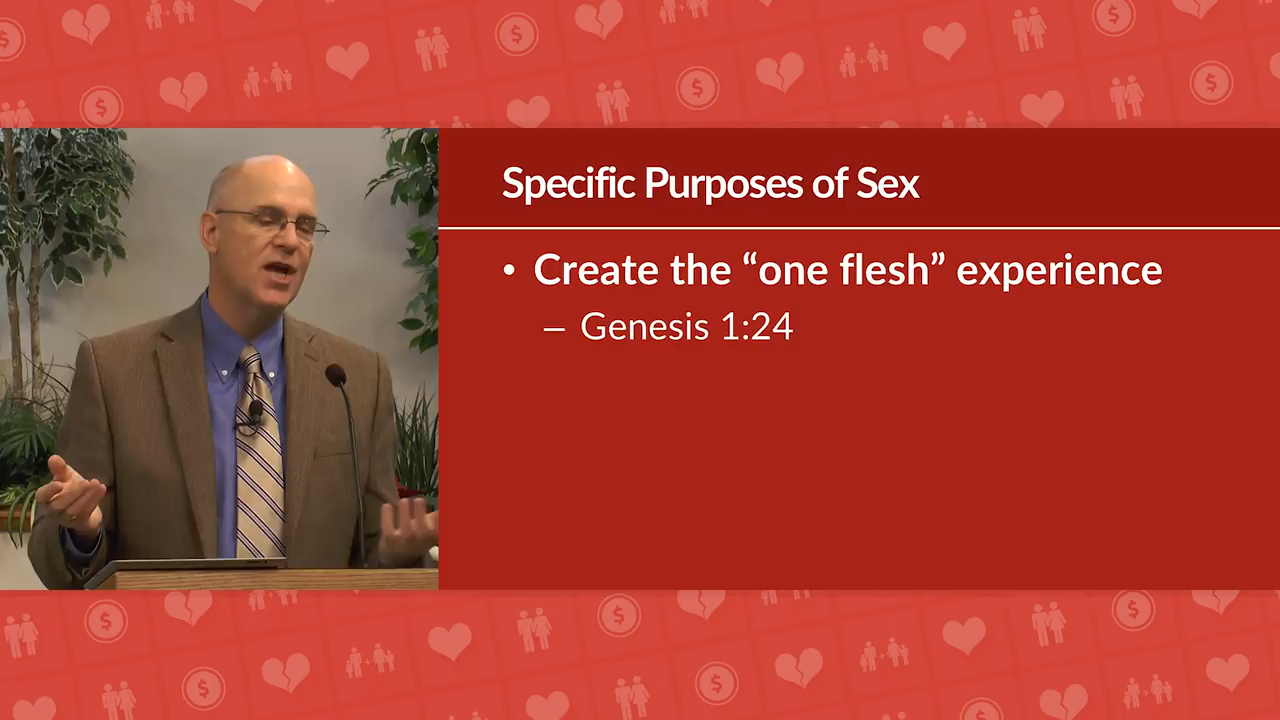 Specific Purposes of Sex
• Create the “one flesh” experience
– Genesis 1:24